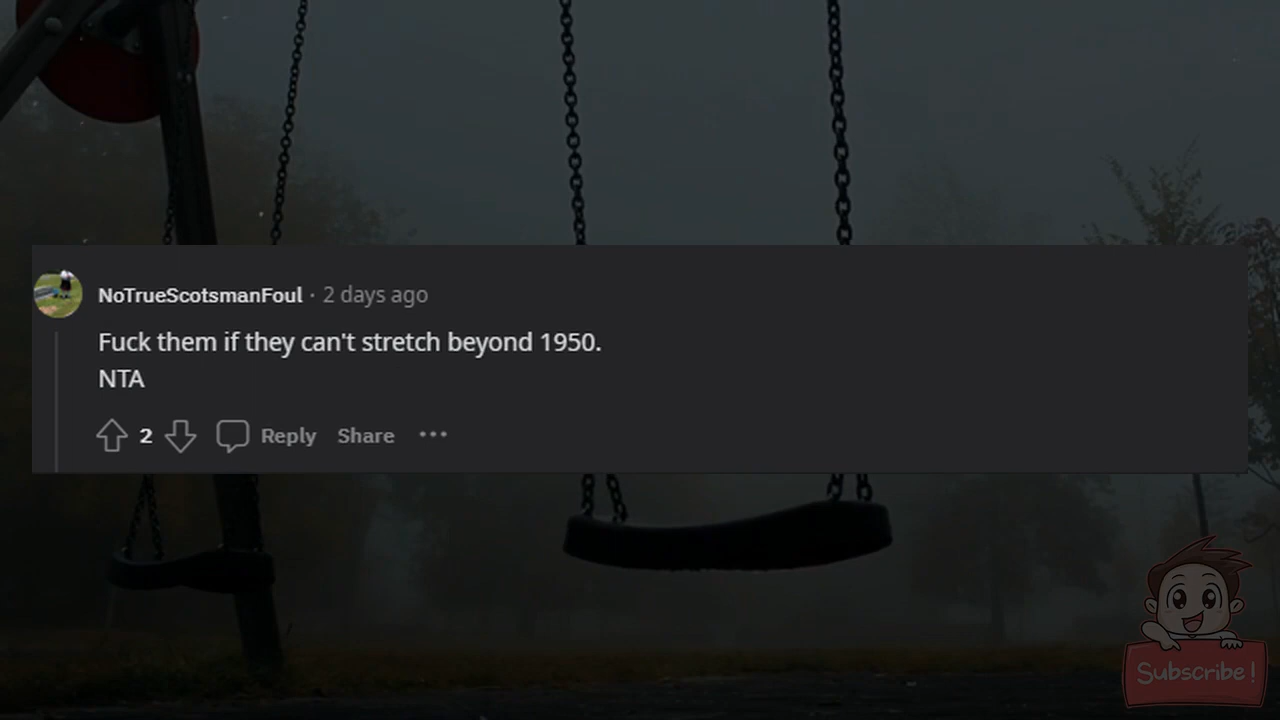 NoTrueScotsmanFoul · 2 days ago
Fuck them if they can't stretch beyond 1950.
NTA
2 Reply Share ···
Subscribe!